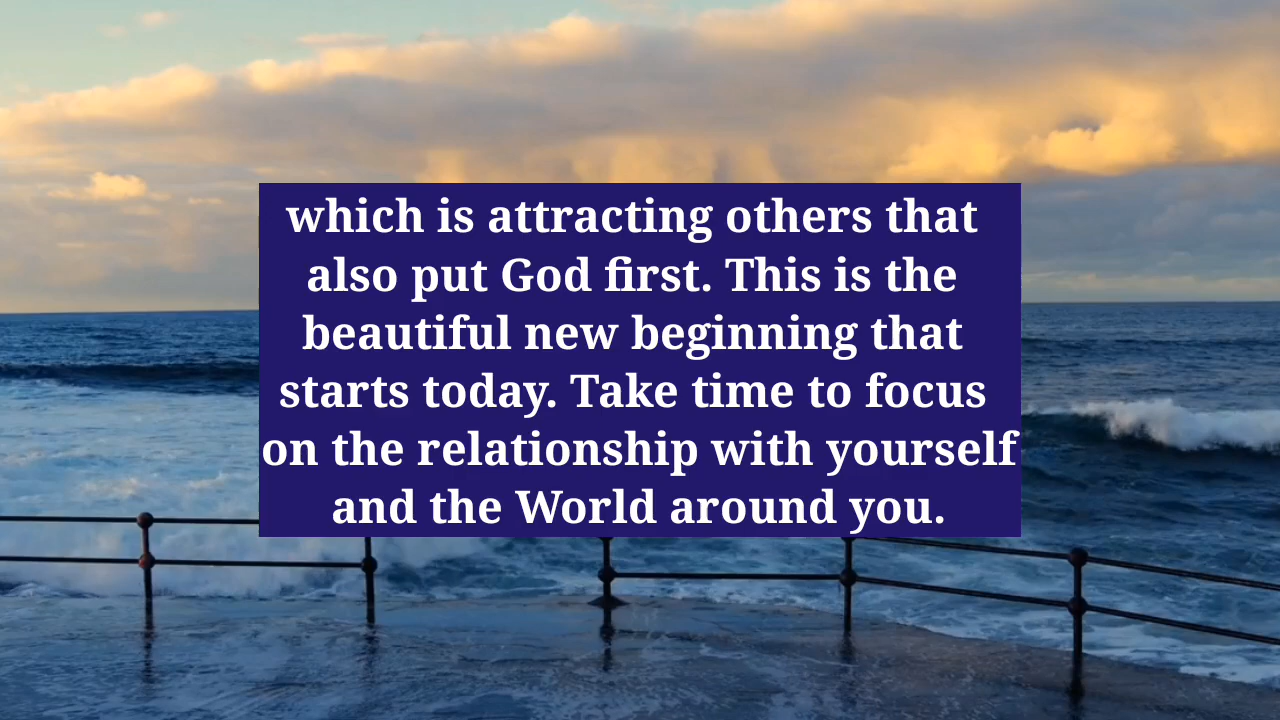 which is attracting others that
also put God first. This is the
beautiful new beginning that
starts today. Take time to focus
on the relationship with yourself
and the World around you.